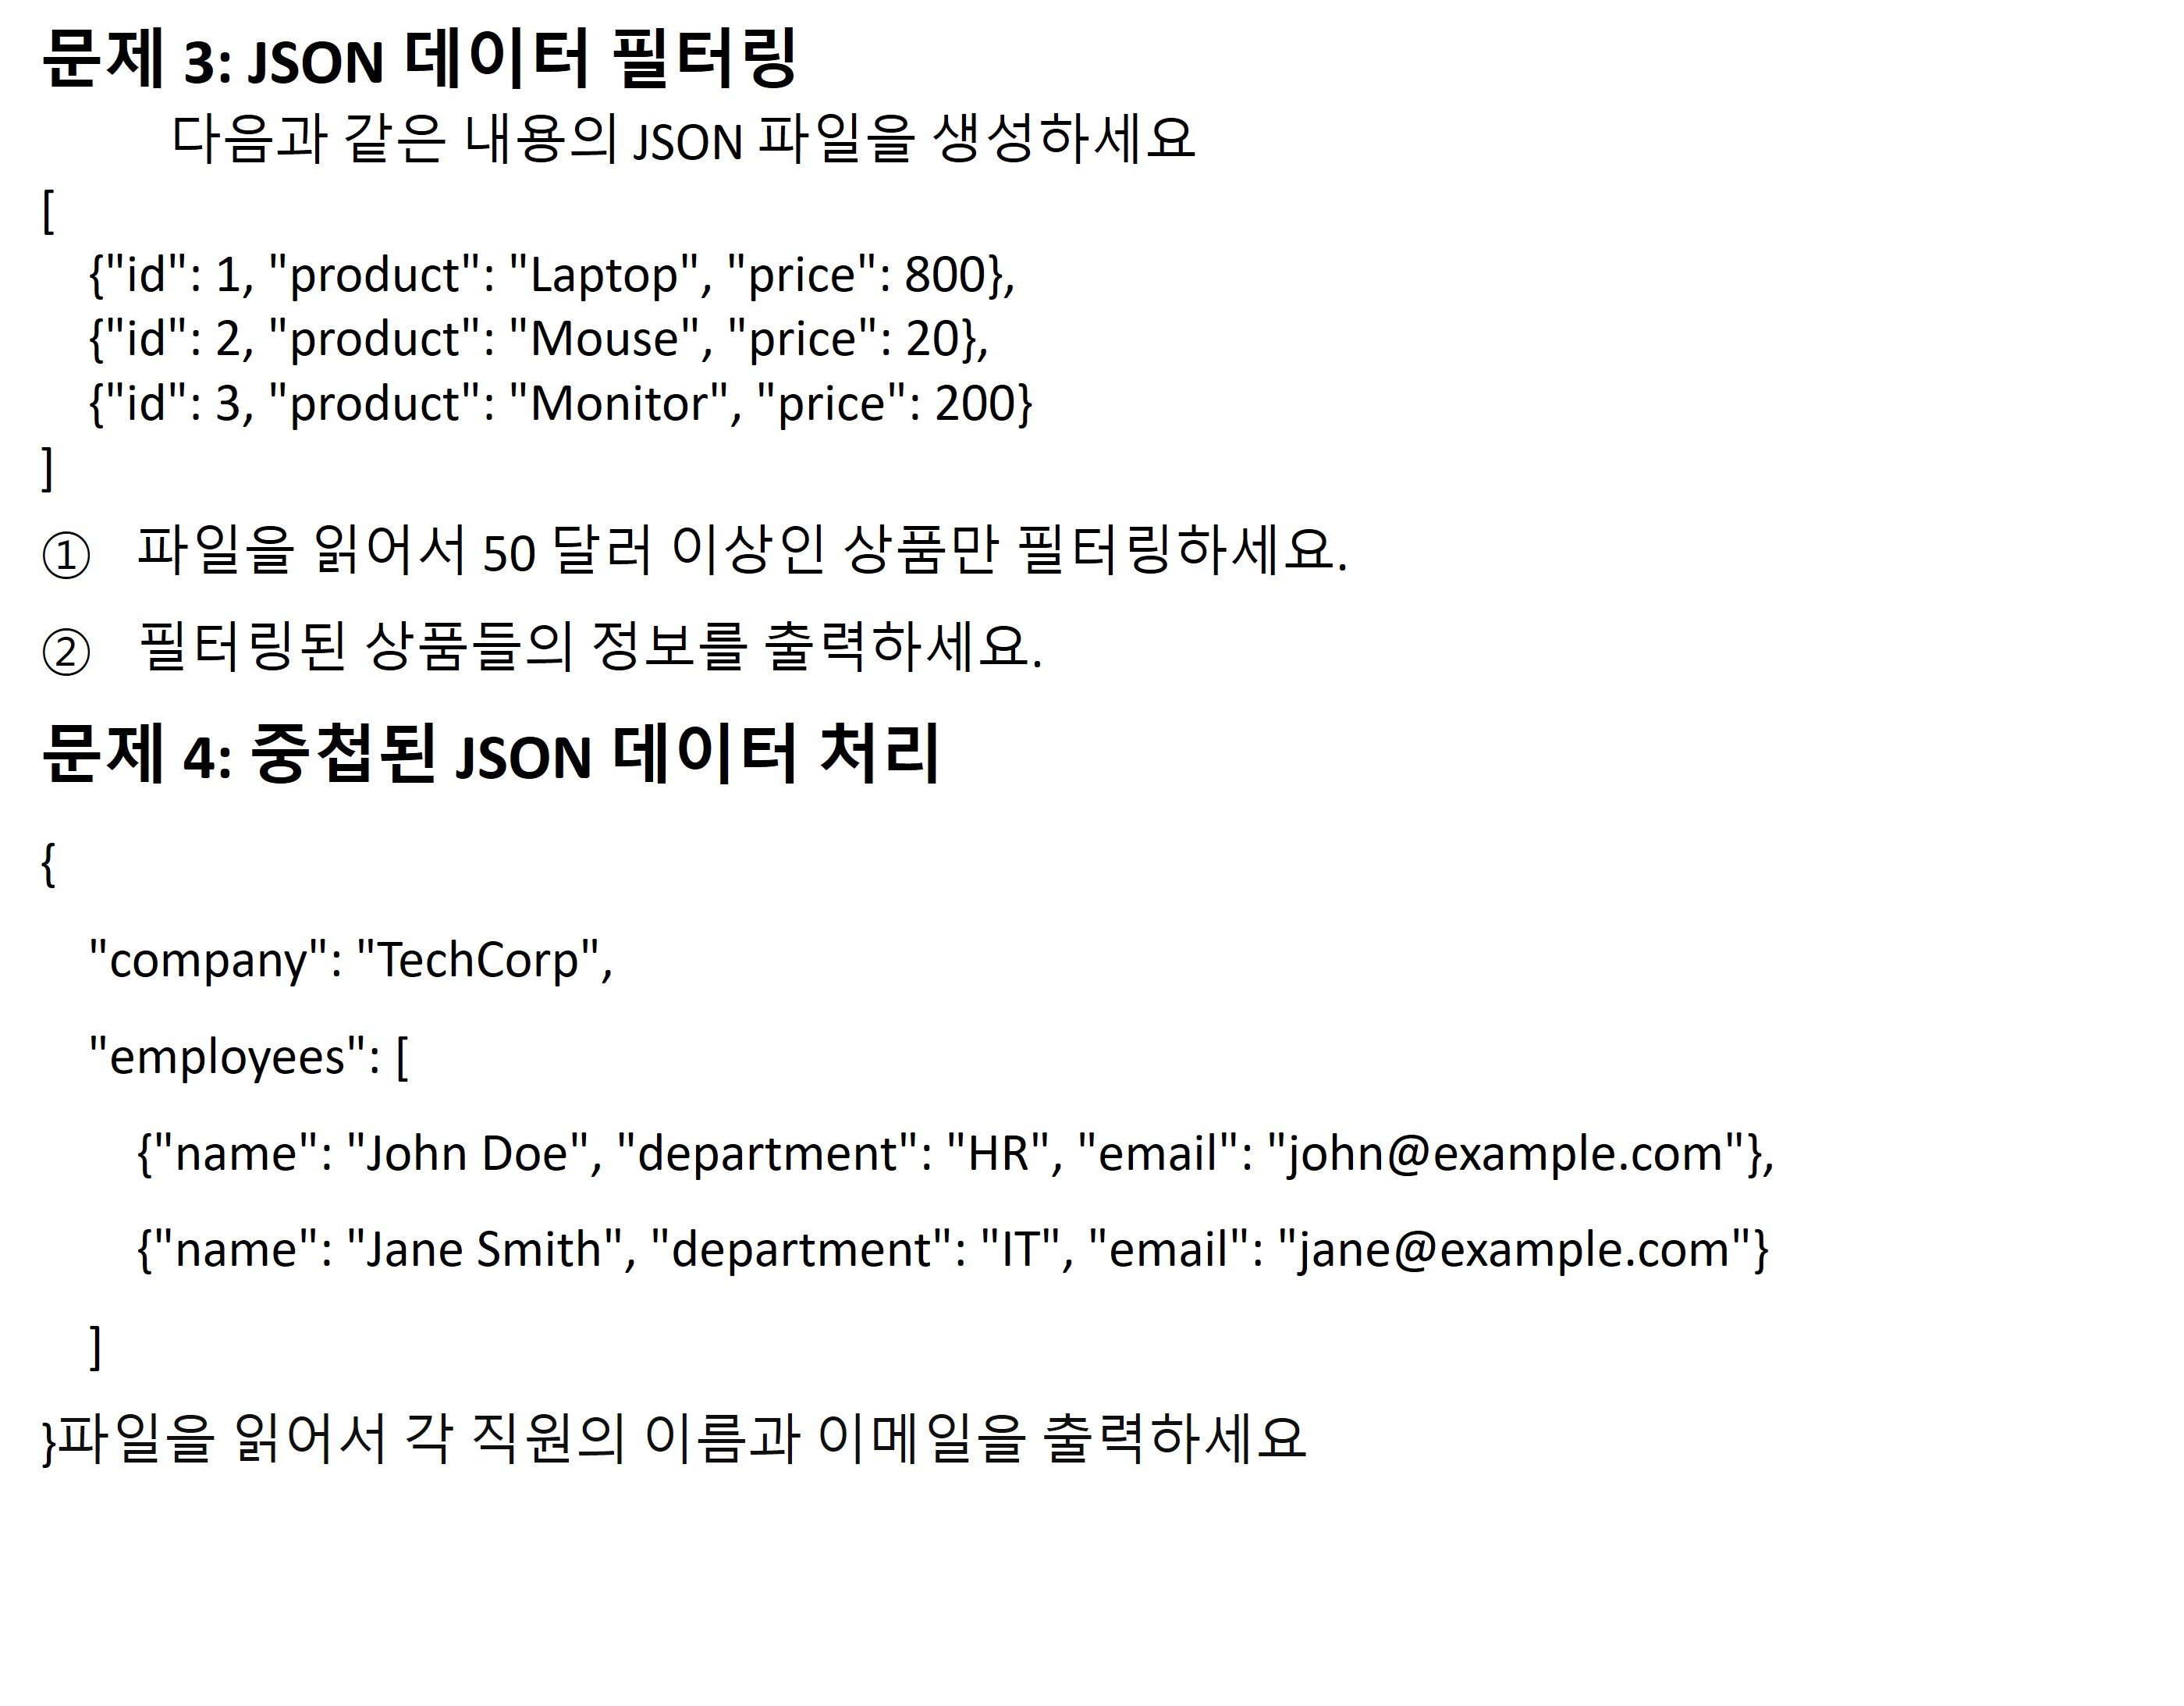 문제 3: JSON 데이터 필터링
다음과 같은 내용의 JSON 파일을 생성하세요
[
{"id": 1, "product": "Laptop", "price": 800},
{"id": 2, "product": "Mouse", "price": 20},
{"id": 3, "product": "Monitor", "price": 200}
]
① 파일을 읽어서 50 달러 이상인 상품만 필터링하세요.
② 필터링된 상품들의 정보를 출력하세요.
문제 4: 중첩된 JSON 데이터 처리
{
"company": "TechCorp",
"employees": [
{"name": "John Doe", "department": "HR", "email": "john@example.com"},
{"name": "Jane Smith", "department": "IT", "email": "jane@example.com"}
]
}파일을 읽어서 각 직원의 이름과 이메일을 출력하세요